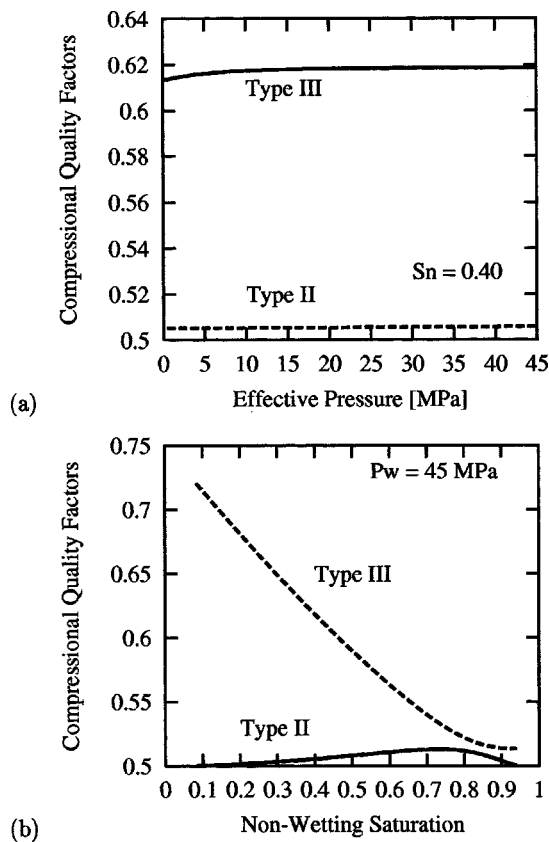 0.64
0.62
0.6
0.58
0.56
0.54
0.52
0.5
Compressional Quality Factors
Type III
Type II
Sn = 0.40
0 5 10 15 20 25 30 35 40 45
Effective Pressure [MPa]
(a)
0.75
0.7
0.65
0.6
0.55
0.5
Compressional Quality Factors
Pw = 45 MPa
Type III
Type II
0 0.1 0.2 0.3 0.4 0.5 0.6 0.7 0.8 0.9 1
Non-Wetting Saturation
(b)